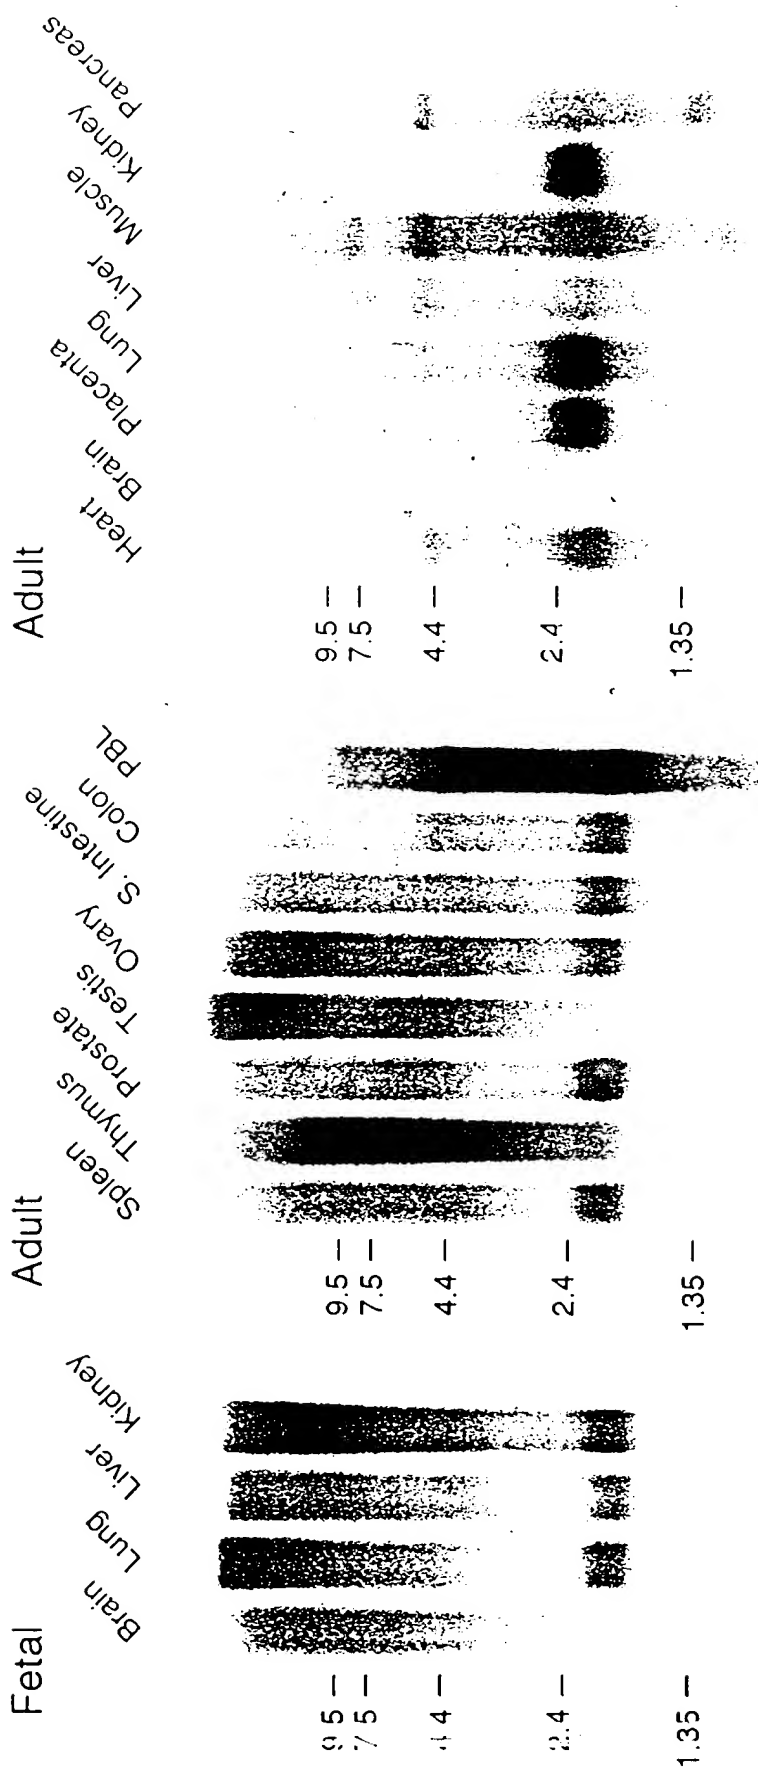 Fetal
Brain
Lung
Liver
Kidney
9.5
7.5
4.4
2.4
1.35
Adult
Spleen
Thymus
Prostate
Testis
Ovary
S. Intestine
Colon
PBL
9.5
7.5
4.4
2.4
1.35
Adult
Heart
Brain
Placenta
Lung
Liver
Muscle
Kidney
Pancreas
9.5
7.5
4.4
2.4
1.35